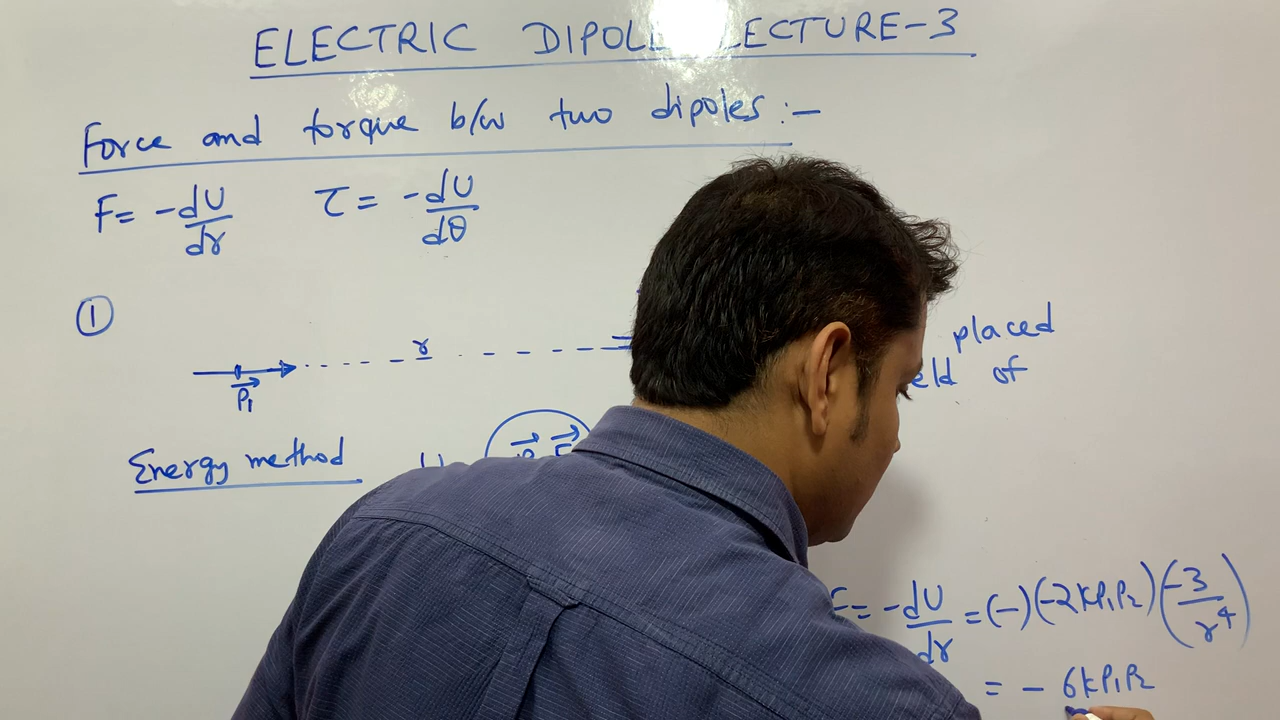 ELECTRIC DIPOL LECTURE-3
Force and torque b/w two dipoles :-
F = -dU/dr τ = -dU/dθ
① 
r
placed
P₁
eld of
Energy method U
F = -dU/dr = (-)(-2kP₁P₂)(-3/r⁴)
= - 6kP₁P₂